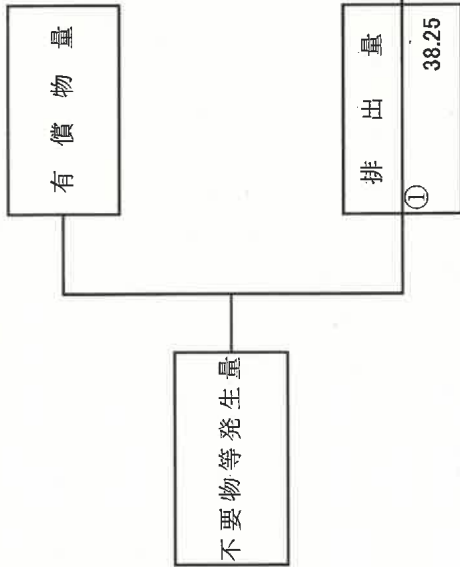 有償物量
不要物等発生量
排出量
①
38.25